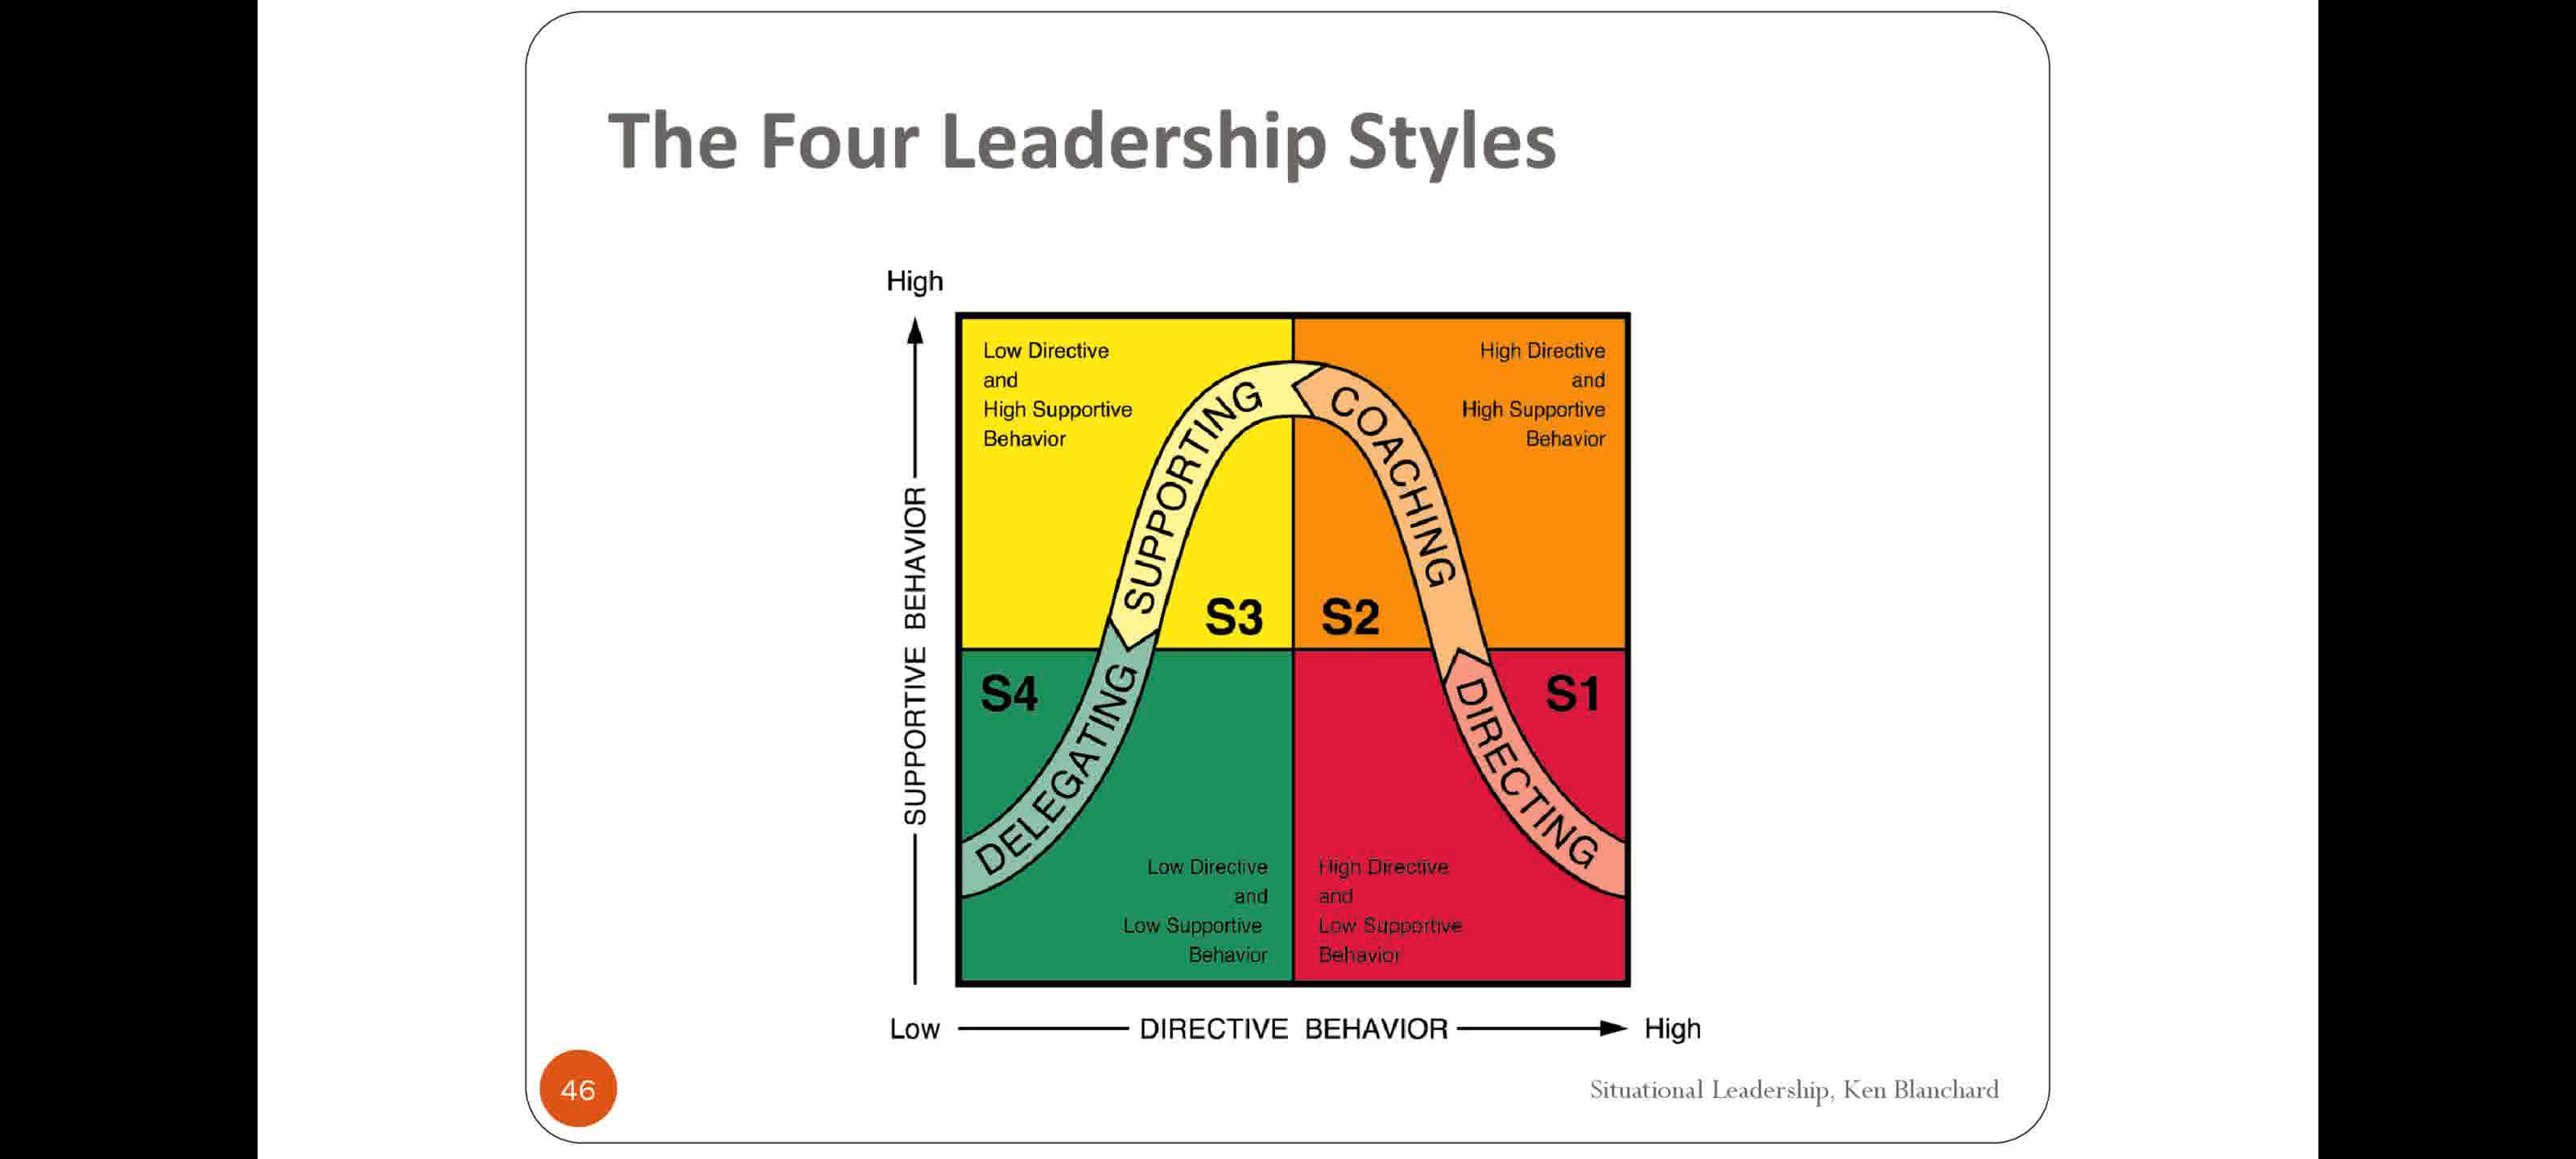 The Four Leadership Styles
High
Low Directive
and
High Supportive
Behavior
High Directive
and
High Supportive
Behavior
SUPPORTING
COACHING
S3
S2
SUPPORTIVE BEHAVIOR
S4
S1
DELEGATING
DIRECTING
Low Directive
and
Low Supportive
Behavior
High Directive
and
Low Supportive
Behavior
Low
DIRECTIVE BEHAVIOR
High
46
Situational Leadership, Ken Blanchard